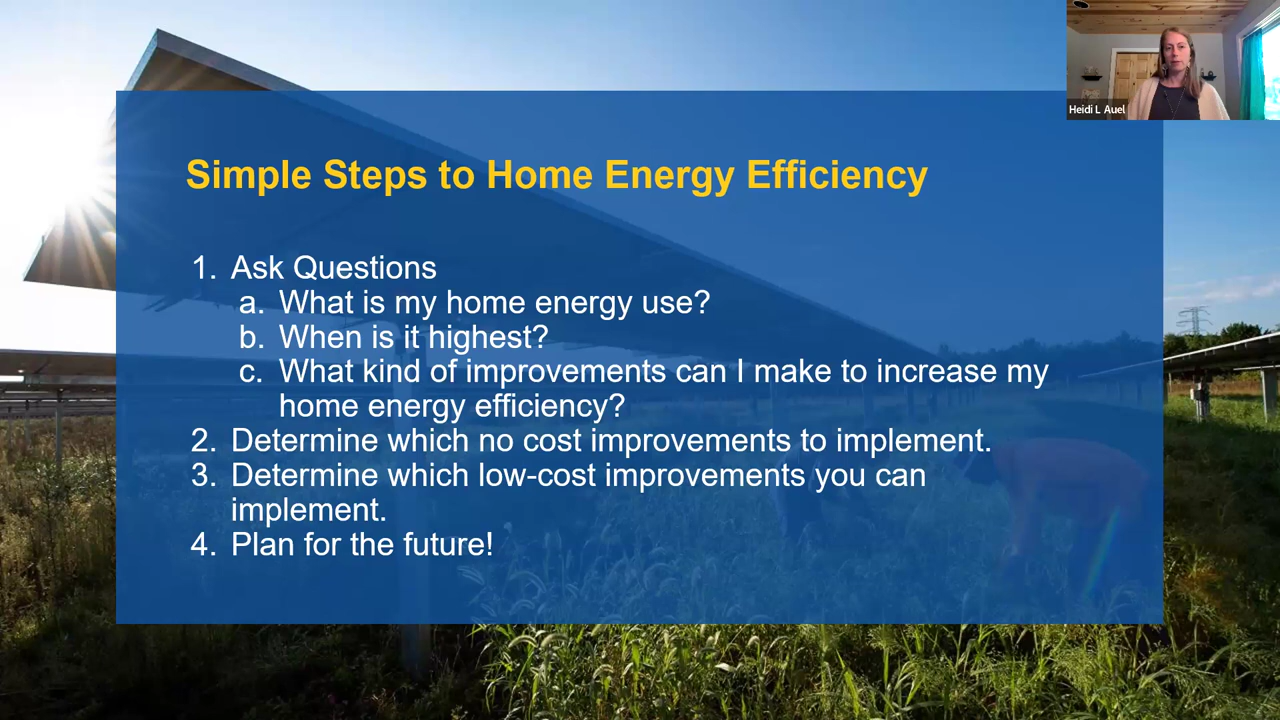 Heidi L Auel
Simple Steps to Home Energy Efficiency
1. Ask Questions
a. What is my home energy use?
b. When is it highest?
c. What kind of improvements can I make to increase my
home energy efficiency?
2. Determine which no cost improvements to implement.
3. Determine which low-cost improvements you can
implement.
4. Plan for the future!